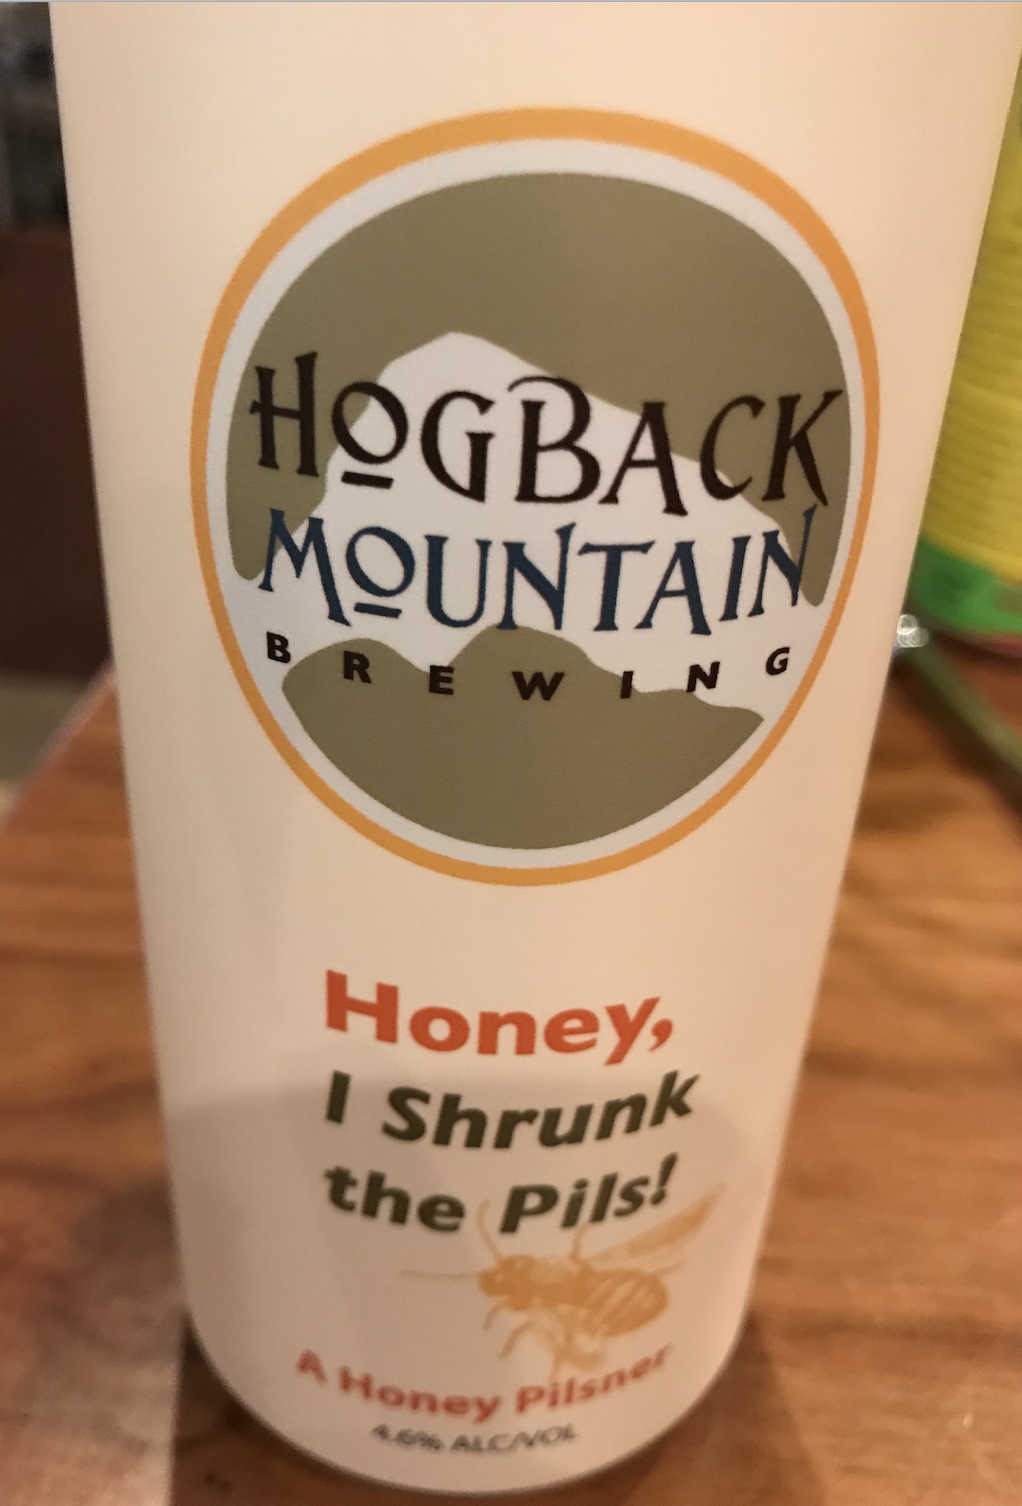 HOGBACK
MOUNTAIN
BREWING
Honey,
I Shrunk
the Pils!
A Honey Pilsner
4.6% ALC/VOL